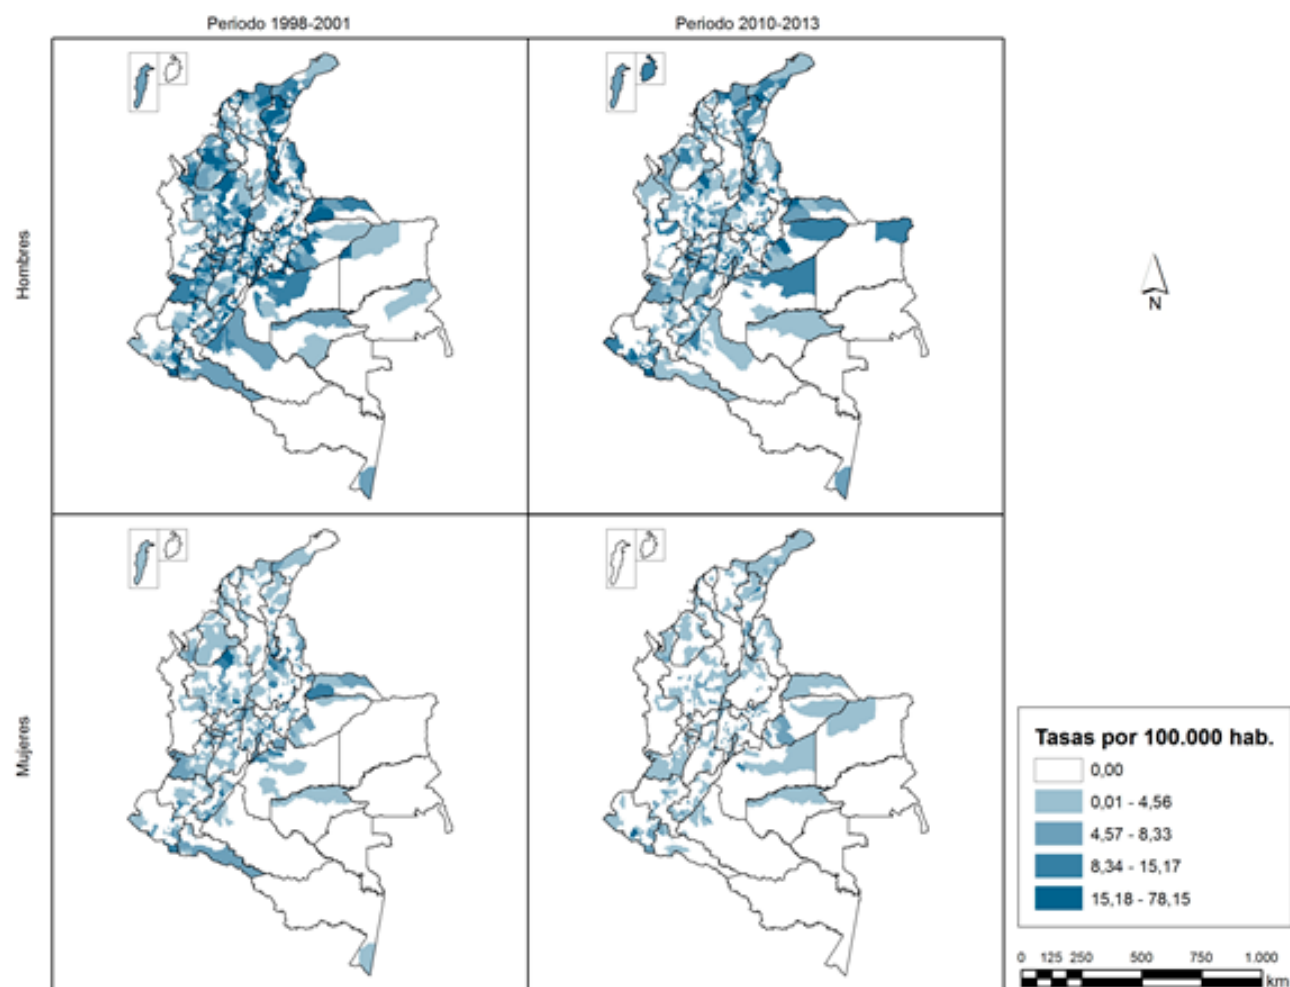 Periodo 1998-2001
Periodo 2010-2013
Hombres
N
Mujeres
Tasas por 100.000 hab.
0,00
0,01 - 4,56
4,57 - 8,33
8,34 - 15,17
15,18 - 78,15
0 125 250 500 750 1.000
km